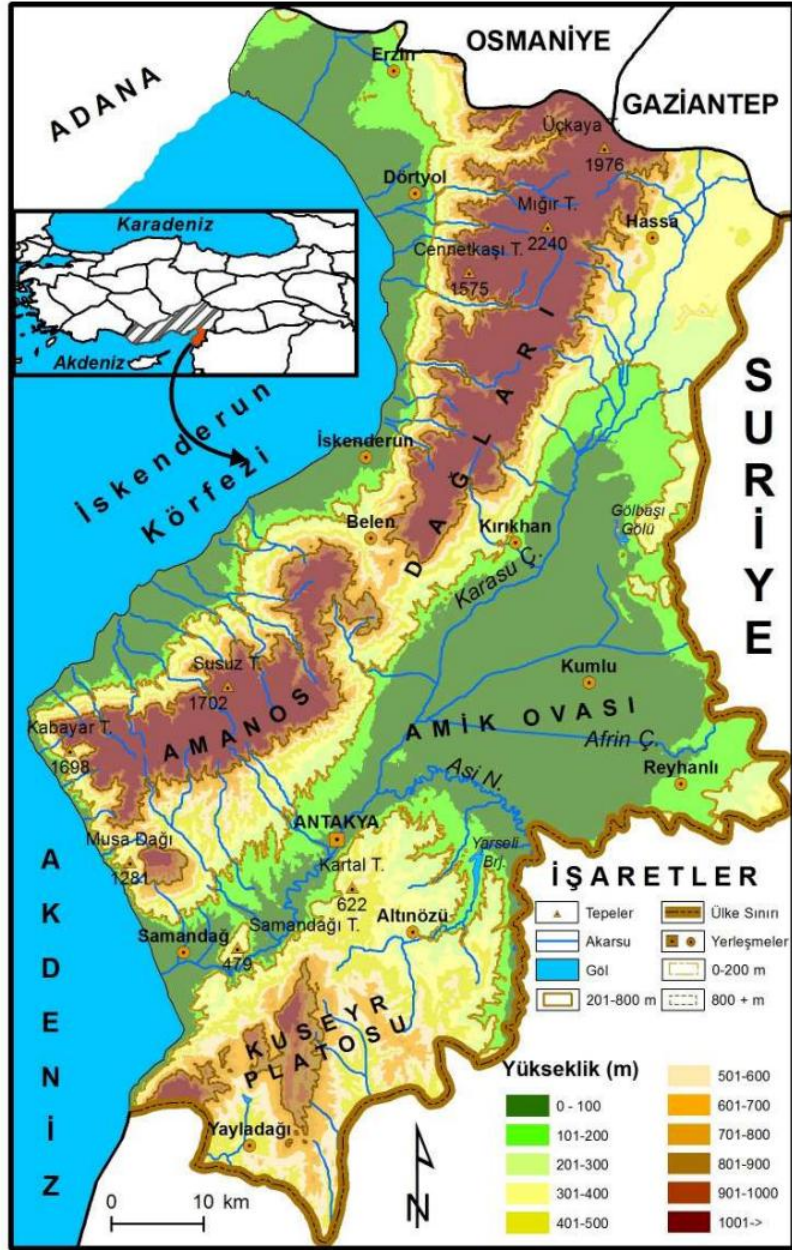 OSMANİYE
GAZİANTEP
ADANA
Erzin
Üçkaya T.
1976
Dörtyol
Mığır T.
2240
Hassa
Cennetkaşı T.
1575
Karadeniz
Akdeniz
İskenderun
Körfezi
İskenderun
Belen
Kırıkhan
Gölbaşı
Gölü
Karasu Ç.
SURİYE
AMANOS DAĞLARI
Susuz T.
1702
Kabayar T.
1698
Kumlu
AMİK OVASI
Afrin Ç.
Reyhanlı
Asi N.
ANTAKYA
Musa Dağı
1281
Kartal T.
622
Yarseli
Brj.
Altınözü
Samandağı T.
479
Samandağ
AKDENİZ
KUSEYR
PLATOSU
Yayladağı
0 10 km
N
İŞARETLER
Tepeler
Ülke Sınırı
Akarsu
Yerleşmeler
Göl
0-200 m
201-800 m
800 + m
Yükseklik (m)
0 - 100
101-200
201-300
301-400
401-500
501-600
601-700
701-800
801-900
901-1000
1001->